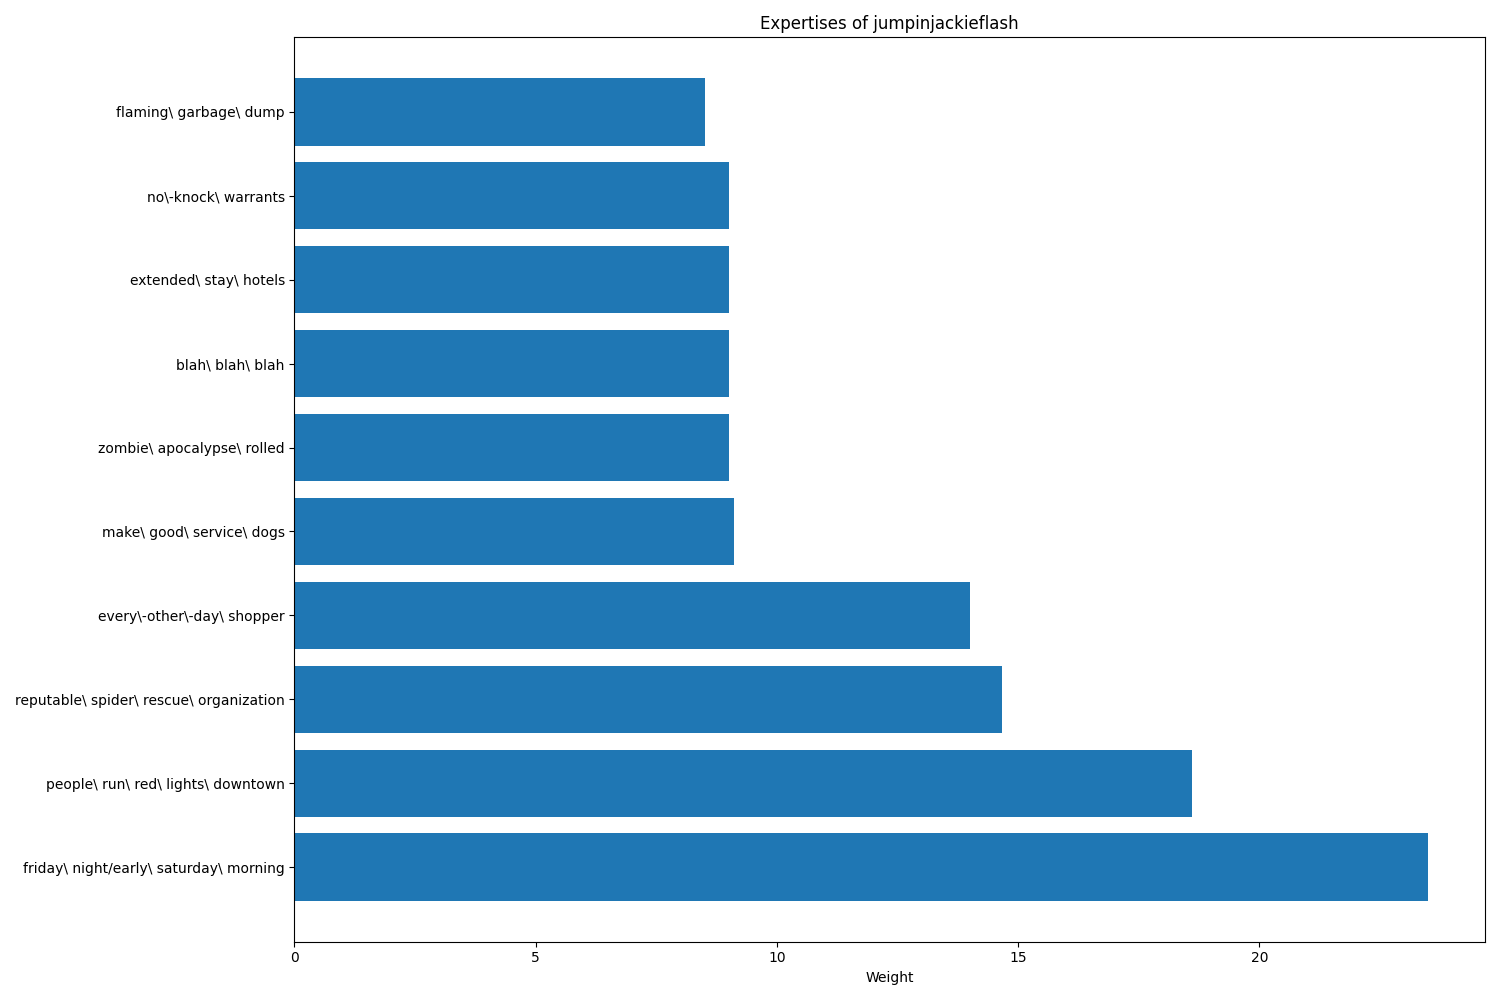 Expertises of jumpinjackieflash
flaming\ garbage\ dump
no\-knock\ warrants
extended\ stay\ hotels
blah\ blah\ blah
zombie\ apocalypse\ rolled
make\ good\ service\ dogs
every\-other\-day\ shopper
reputable\ spider\ rescue\ organization
people\ run\ red\ lights\ downtown
friday\ night/early\ saturday\ morning
0 5 10 15 20
Weight